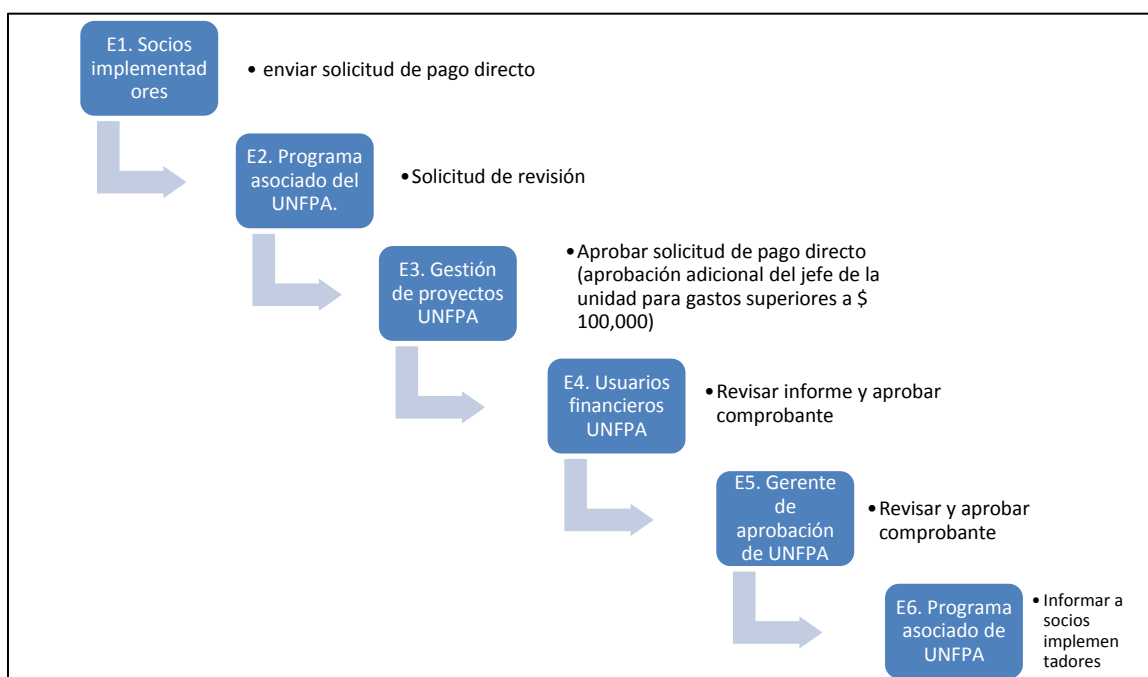 E1. Socios
implementad
ores
• enviar solicitud de pago directo
E2. Programa
asociado del
UNFPA.
•Solicitud de revisión
E3. Gestión
de proyectos
UNFPA
•Aprobar solicitud de pago directo
(aprobación adicional del jefe de la
unidad para gastos superiores a $
100,000)
E4. Usuarios
financieros
UNFPA
•Revisar informe y aprobar
comprobante
E5. Gerente
de
aprobación
de UNFPA
•Revisar y aprobar
comprobante
E6. Programa
asociado de
UNFPA
•Informar a
socios
implemen
tadores